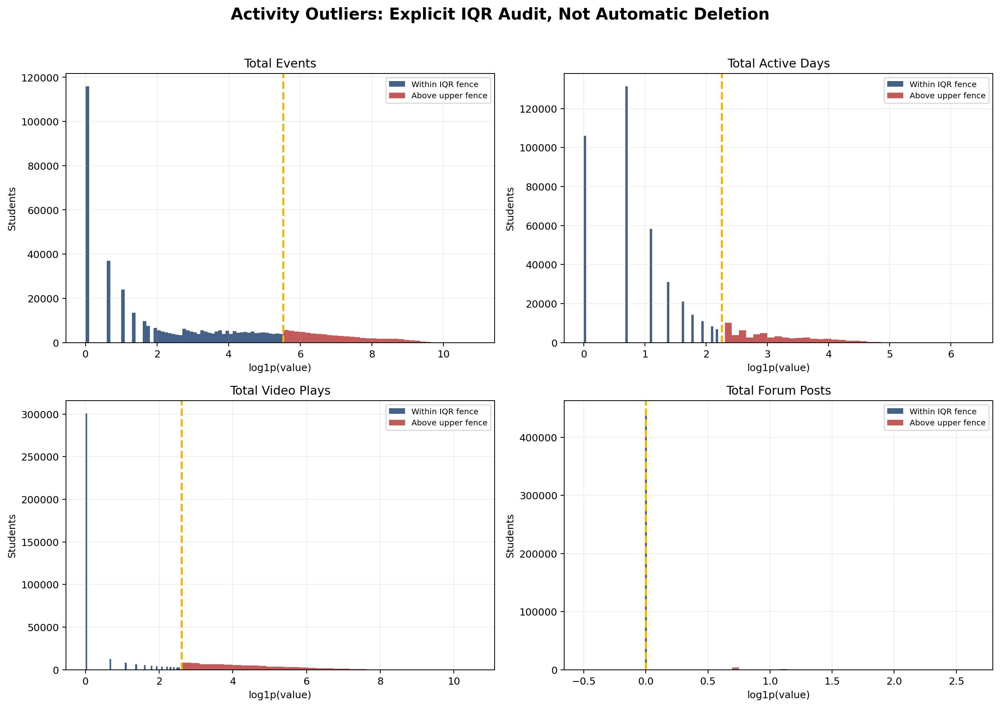 Activity Outliers: Explicit IQR Audit, Not Automatic Deletion
Total Events
Students
120000
100000
80000
60000
40000
20000
0
0 2 4 6 8 10
log1p(value)
Within IQR fence
Above upper fence
Total Active Days
Students
120000
100000
80000
60000
40000
20000
0
0 1 2 3 4 5 6
log1p(value)
Within IQR fence
Above upper fence
Total Video Plays
Students
300000
250000
200000
150000
100000
50000
0
0 2 4 6 8 10
log1p(value)
Within IQR fence
Above upper fence
Total Forum Posts
Students
400000
300000
200000
100000
0
−0.5 0.0 0.5 1.0 1.5 2.0 2.5
log1p(value)
Within IQR fence
Above upper fence